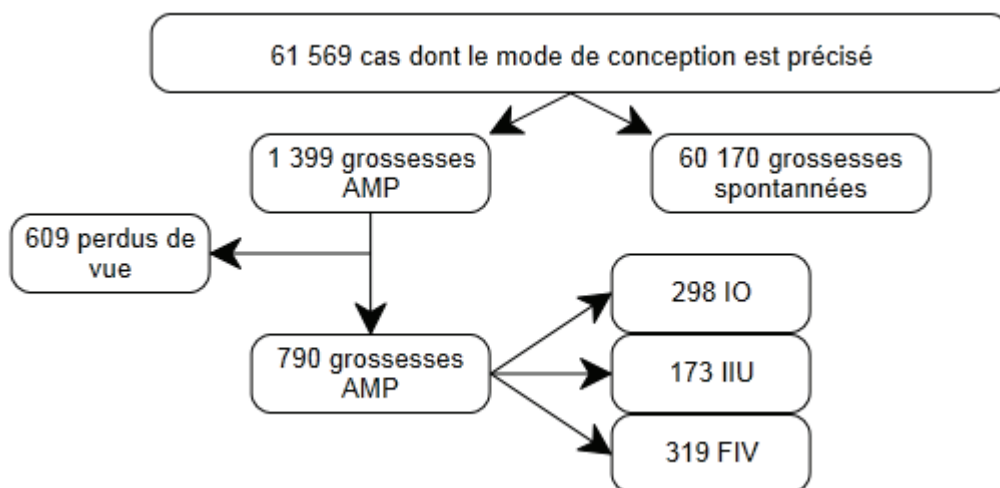 61 569 cas dont le mode de conception est précisé
1 399 grossesses
AMP
60 170 grossesses
spontannées
609 perdus de
vue
298 IO
790 grossesses
AMP
173 IIU
319 FIV